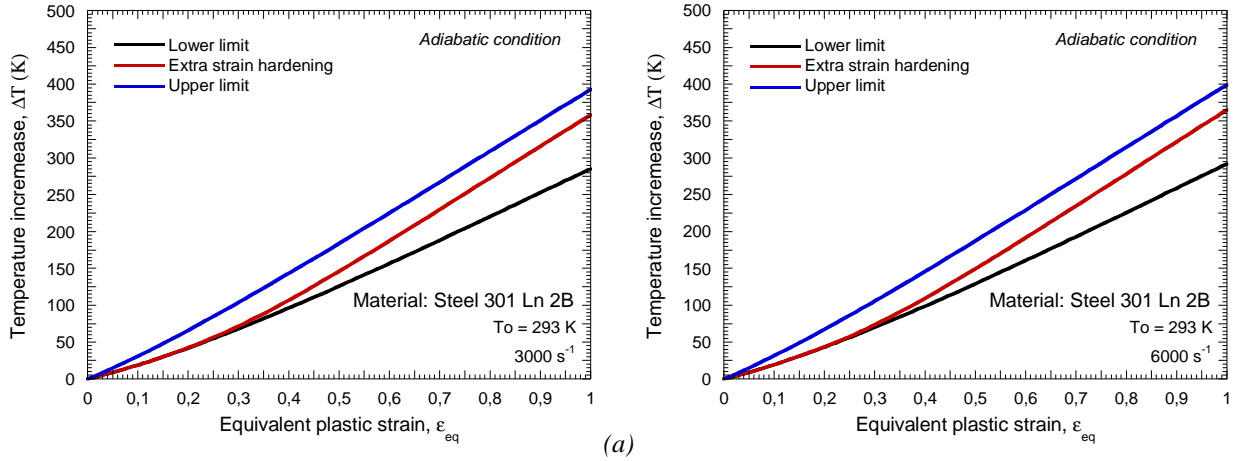 500
450
400
350
300
250
200
150
100
50
0
Temperature incremease, ΔT (K)
Lower limit
Extra strain hardening
Upper limit
Adiabatic condition
Material: Steel 301 Ln 2B
To = 293 K
3000 s⁻¹
0 0,1 0,2 0,3 0,4 0,5 0,6 0,7 0,8 0,9 1
Equivalent plastic strain, ε_eq
500
450
400
350
300
250
200
150
100
50
0
Temperature incremease, ΔT (K)
Lower limit
Extra strain hardening
Upper limit
Adiabatic condition
Material: Steel 301 Ln 2B
To = 293 K
6000 s⁻¹
0 0,1 0,2 0,3 0,4 0,5 0,6 0,7 0,8 0,9 1
Equivalent plastic strain, ε_eq
(a)